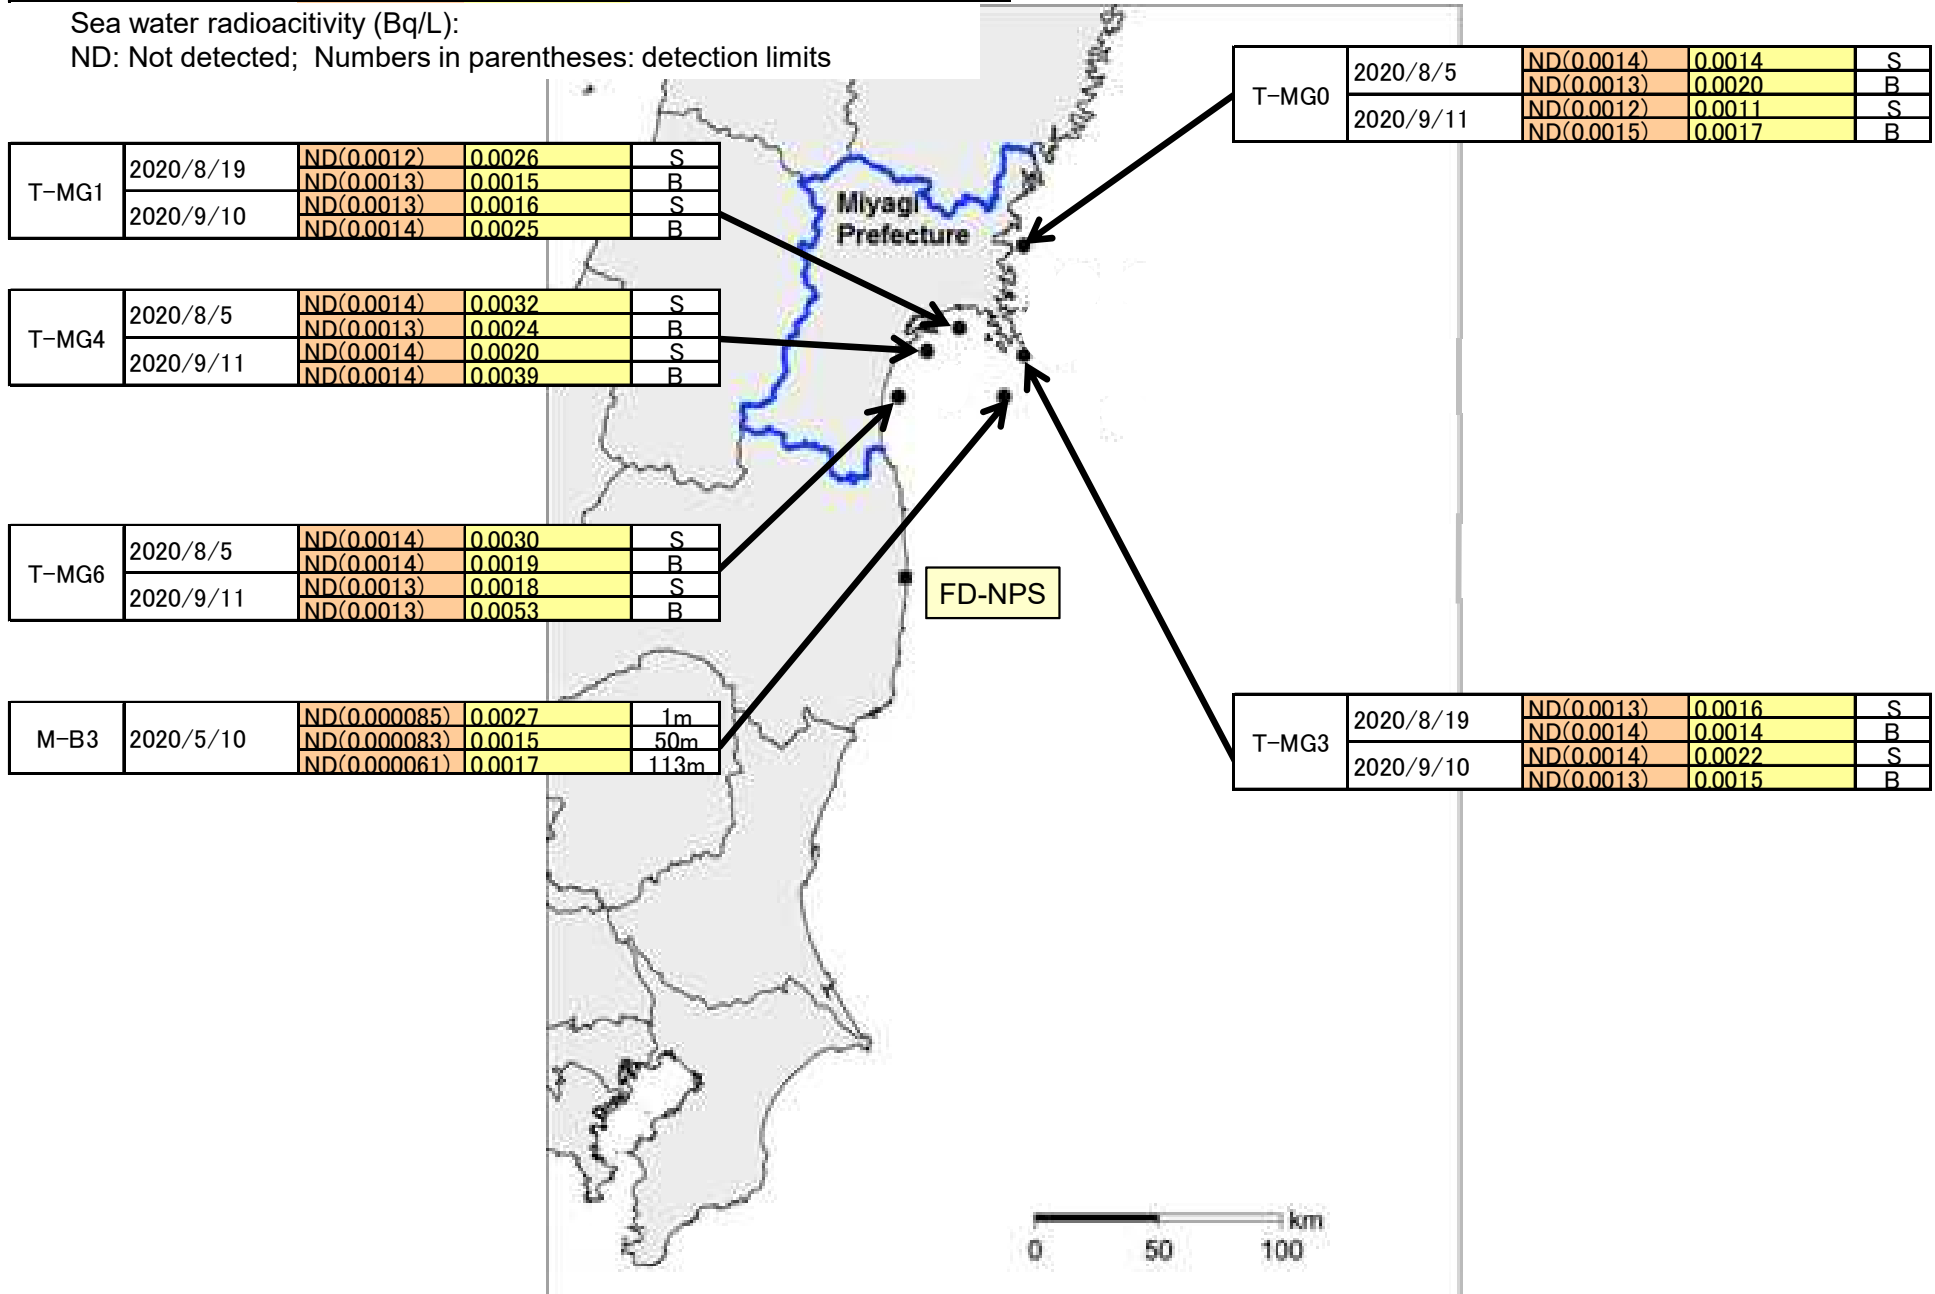 Sea water radioacitivity (Bq/L):
ND: Not detected; Numbers in parentheses: detection limits
T-MG0
2020/8/5
ND(0.0014) 0.0014 S
ND(0.0013) 0.0020 B
2020/9/11
ND(0.0012) 0.0011 S
ND(0.0015) 0.0017 B
T-MG1
2020/8/19
ND(0.0012) 0.0026 S
ND(0.0013) 0.0015 B
2020/9/10
ND(0.0013) 0.0016 S
ND(0.0014) 0.0025 B
Miyagi
Prefecture
T-MG4
2020/8/5
ND(0.0014) 0.0032 S
ND(0.0013) 0.0024 B
2020/9/11
ND(0.0014) 0.0020 S
ND(0.0014) 0.0039 B
T-MG6
2020/8/5
ND(0.0014) 0.0030 S
ND(0.0014) 0.0019 B
2020/9/11
ND(0.0013) 0.0018 S
ND(0.0013) 0.0053 B
FD-NPS
M-B3
2020/5/10
ND(0.000085) 0.0027 1m
ND(0.000083) 0.0015 50m
ND(0.000061) 0.0017 113m
T-MG3
2020/8/19
ND(0.0013) 0.0016 S
ND(0.0014) 0.0014 B
2020/9/10
ND(0.0014) 0.0022 S
ND(0.0013) 0.0015 B
km
0 50 100